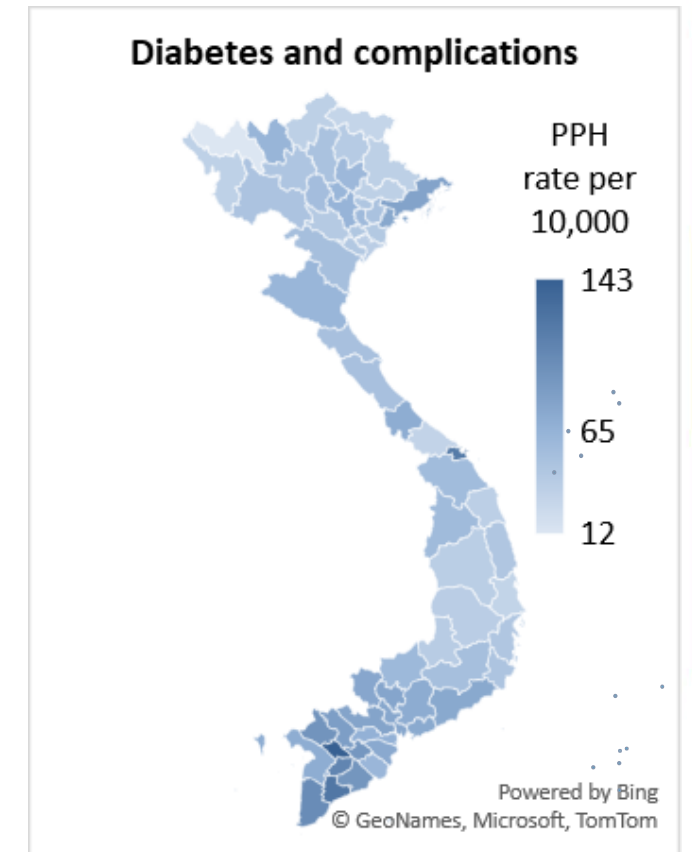 Diabetes and complications
PPH
rate per
10,000
143
65
12
Powered by Bing
© GeoNames, Microsoft, TomTom